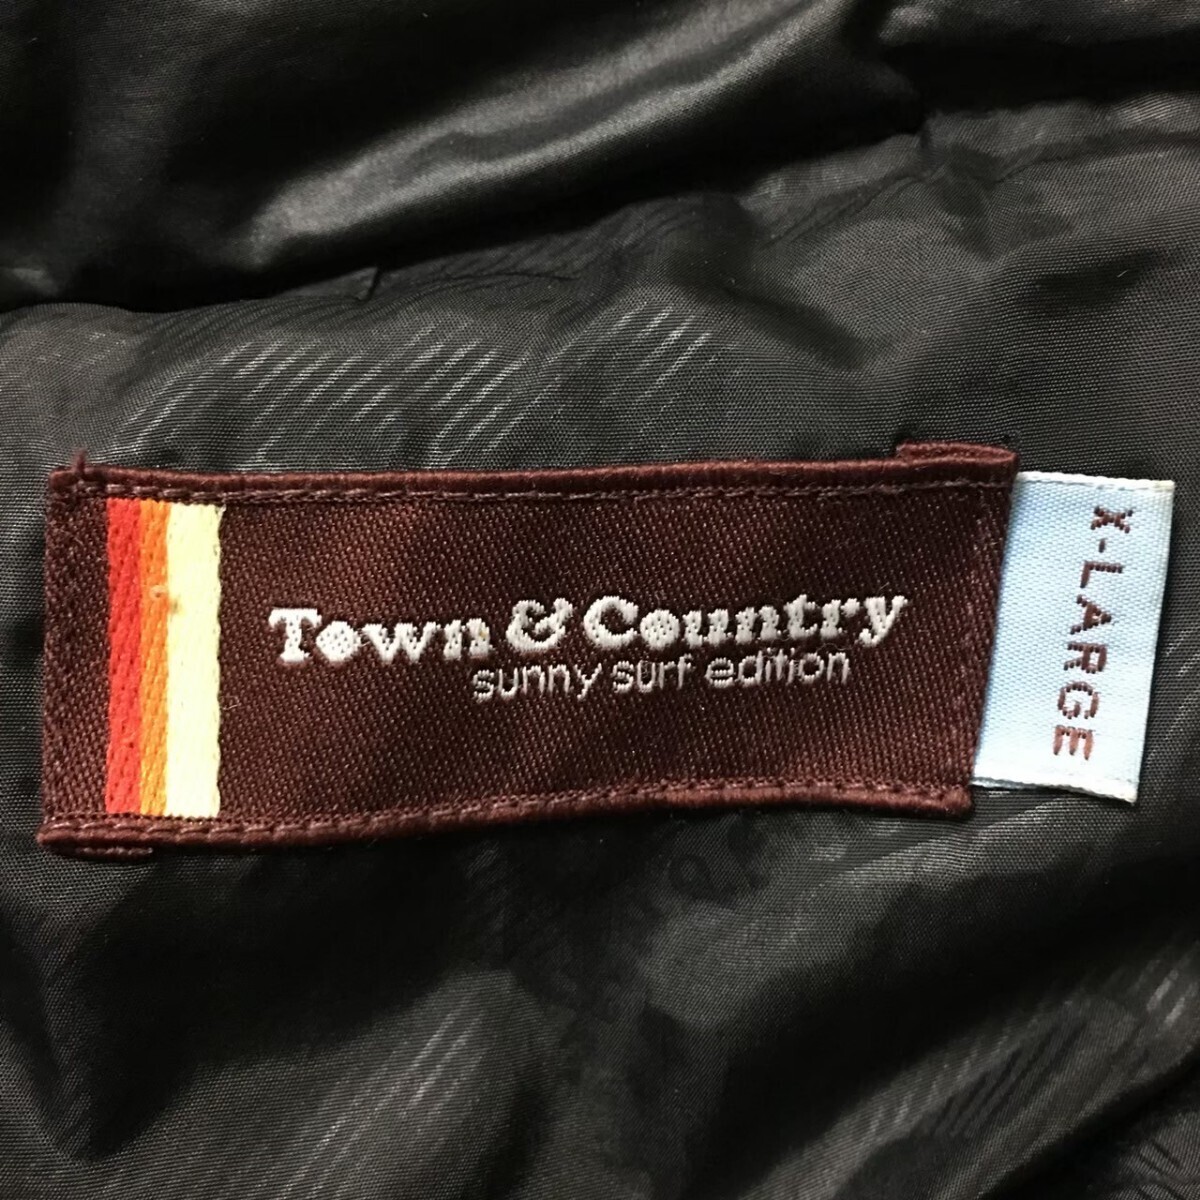 Town & Country
sunny surf edition
X-LARGE